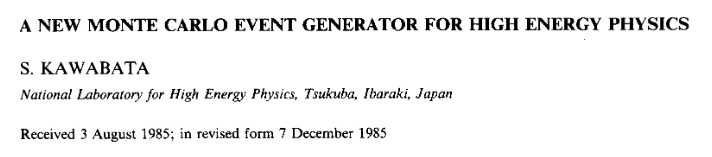 A NEW MONTE CARLO EVENT GENERATOR FOR HIGH ENERGY PHYSICS
S. KAWABATA
National Laboratory for High Energy Physics, Tsukuba, Ibaraki, Japan
Received 3 August 1985; in revised form 7 December 1985